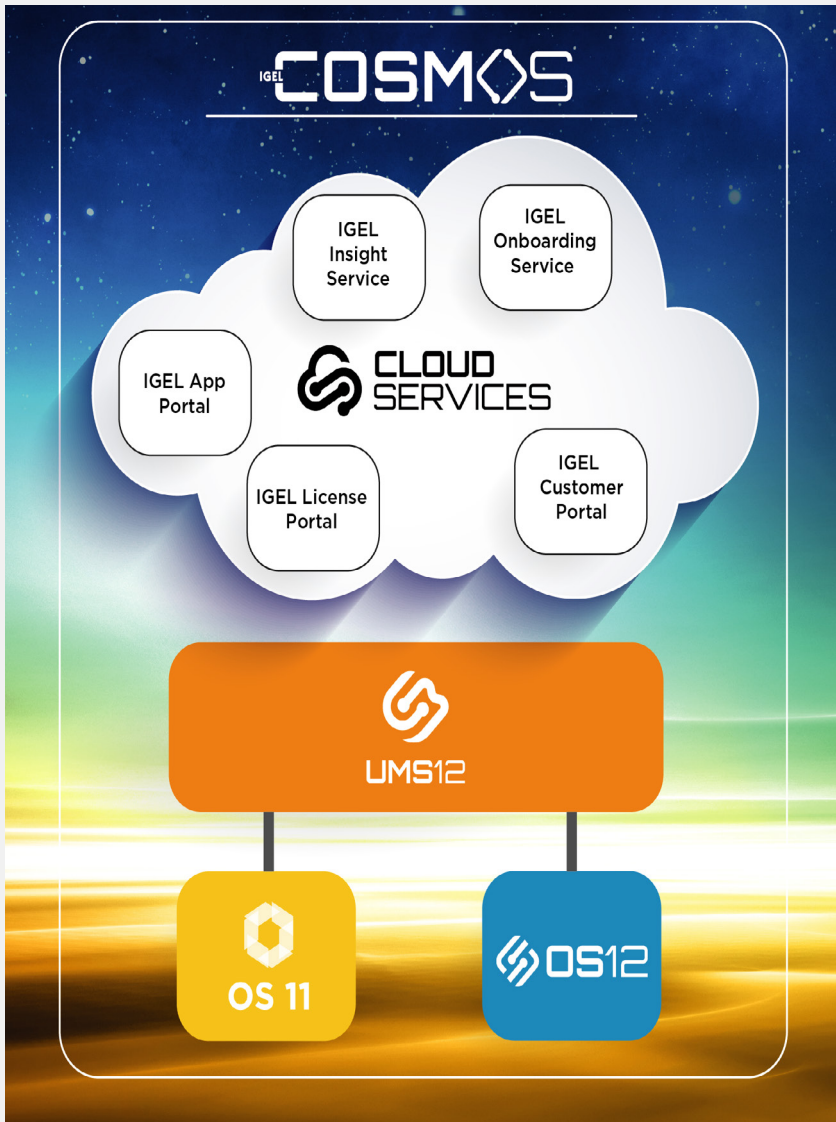 IGEL COSMOS
IGEL
Insight
Service
IGEL
Onboarding
Service
IGEL App
Portal
CLOUD
SERVICES
IGEL License
Portal
IGEL
Customer
Portal
UMS12
OS 11
OS12